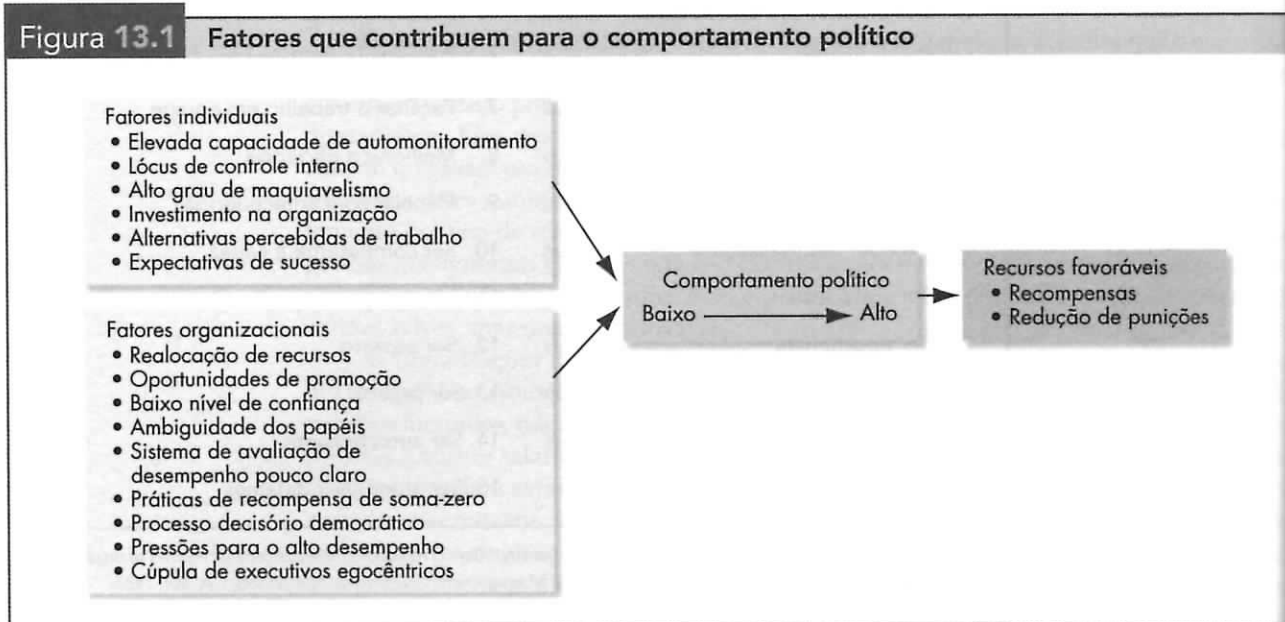 Figura 13.1 Fatores que contribuem para o comportamento político
Fatores individuais
• Elevada capacidade de automonitoramento
• Lócus de controle interno
• Alto grau de maquiavelismo
• Investimento na organização
• Alternativas percebidas de trabalho
• Expectativas de sucesso
Fatores organizacionais
• Realocação de recursos
• Oportunidades de promoção
• Baixo nível de confiança
• Ambiguidade dos papéis
• Sistema de avaliação de
desempenho pouco claro
• Práticas de recompensa de soma-zero
• Processo decisório democrático
• Pressões para o alto desempenho
• Cúpula de executivos egocêntricos
Comportamento político
Baixo Alto
Recursos favoráveis
• Recompensas
• Redução de punições